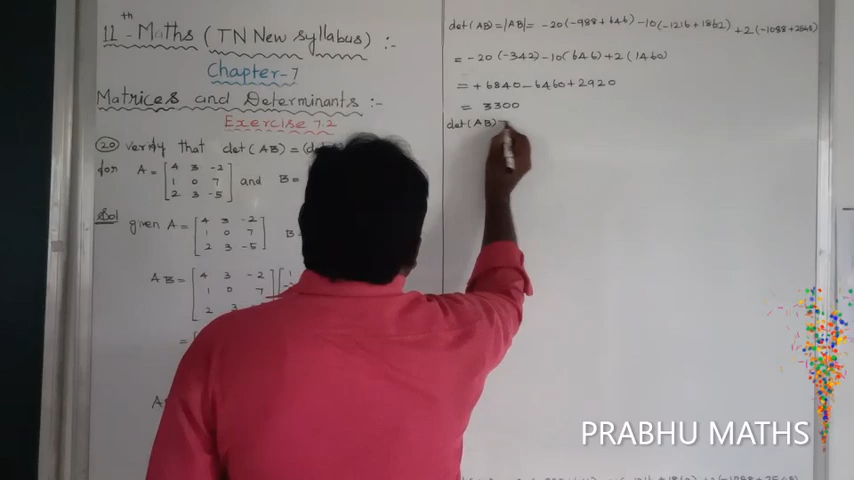 11th - Maths (TN New syllabus) :-
Chapter-7
Matrices and Determinants :-
Exercise 7.2
20 verify that det (AB) = (det
for A = [ 4 3 -2 and B =
1 0 7
2 3 -5 ]
Sol given A = [ 4 3 -2 B
1 0 7
2 3 -5 ]
AB = [ 4 3 -2
1 0 7
2 3
=
A
det (AB) = |AB| = -20 (-988 + 646) -10 (-1216 + 1862) + 2 (-1088 +
= -20 (-342) -10 (646) + 2 (1460)
= + 6840 - 6460 + 2920
= 3300
det (AB) =
PRABHU MATHS